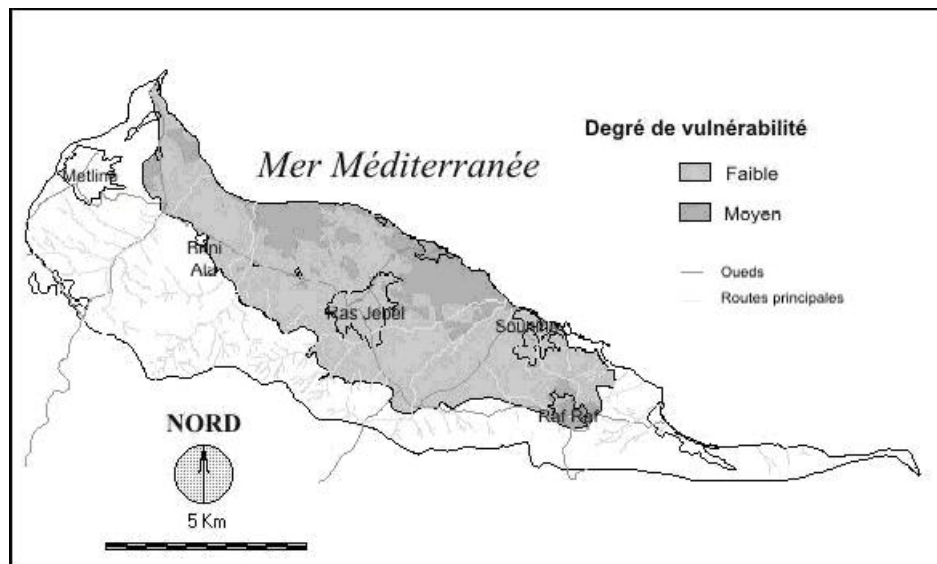 Degré de vulnérabilité
Mer Méditerranée
Faible
Metline
Moyen
Ala
Oueds
Routes principales
Ras Jebel
Raf Raf
NORD
5 Km